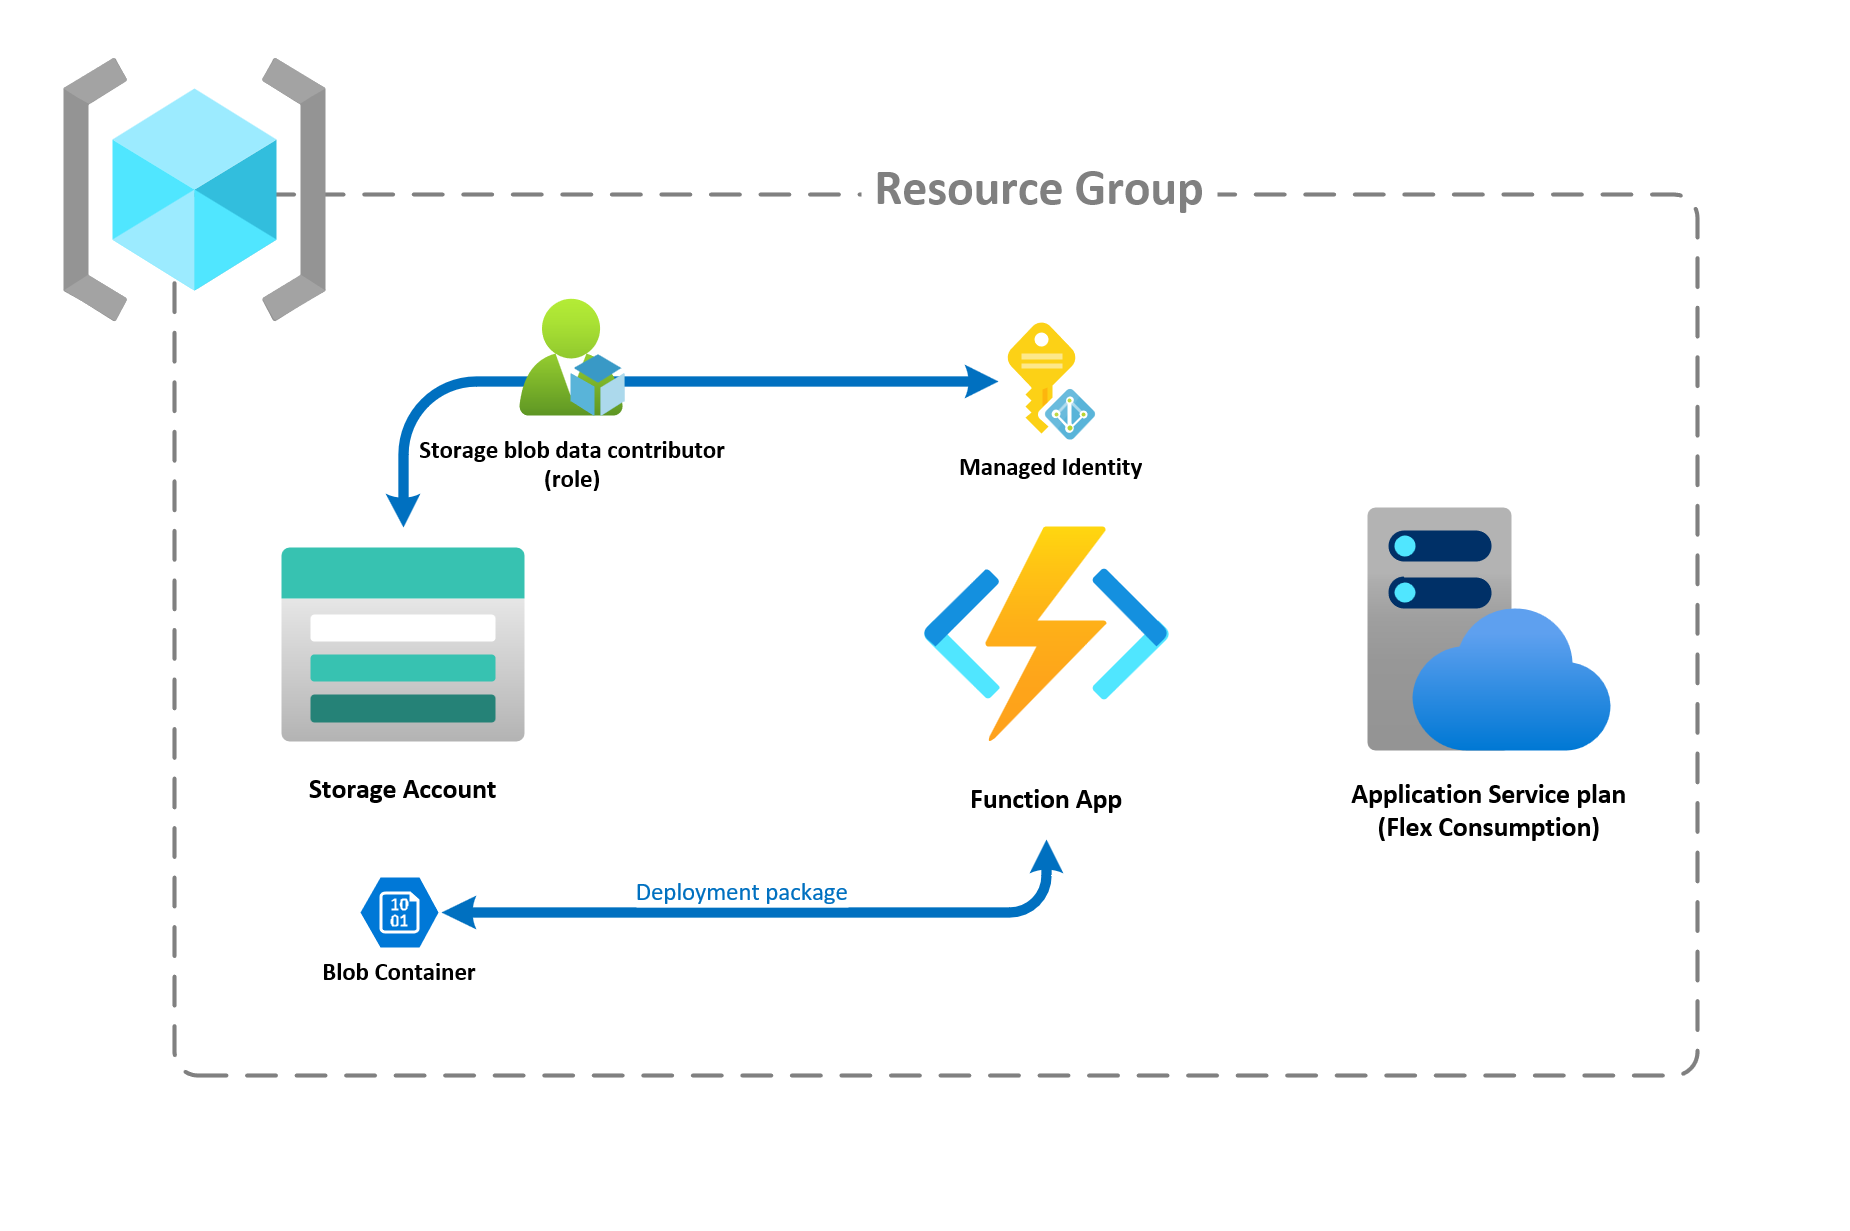 Resource Group
Storage blob data contributor
(role)
Managed Identity
Storage Account
Function App
Application Service plan
(Flex Consumption)
Deployment package
10
01
Blob Container